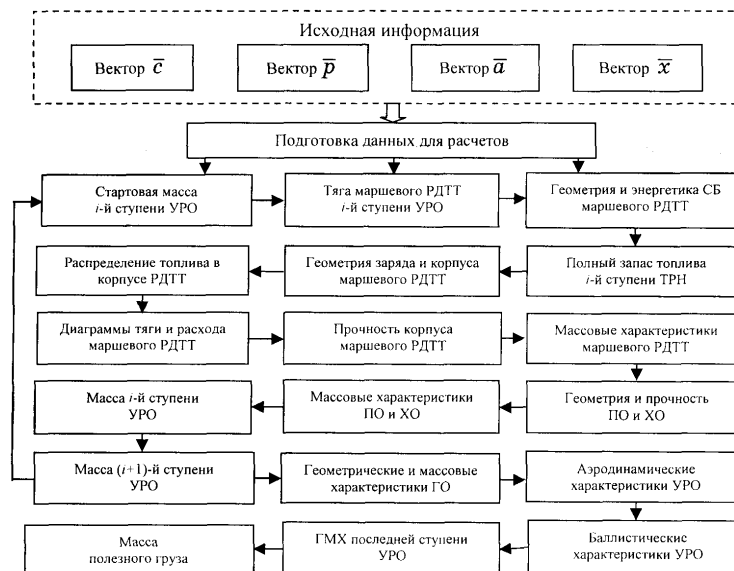 Исходная информация
Вектор c̅
Вектор p̅
Вектор a̅
Вектор x̅
Подготовка данных для расчетов
Стартовая масса
i-й ступени УРО
Тяга маршевого РДТТ
i-й ступени УРО
Геометрия и энергетика СБ
маршевого РДТТ
Распределение топлива в
корпусе РДТТ
Геометрия заряда и корпуса
маршевого РДТТ
Полный запас топлива
i-й ступени ТРН
Диаграммы тяги и расхода
маршевого РДТТ
Прочность корпуса
маршевого РДТТ
Массовые характеристики
маршевого РДТТ
Масса i-й ступени
УРО
Массовые характеристики
ПО и ХО
Геометрия и прочность
ПО и ХО
Масса (i+1)-й ступени
УРО
Геометрические и массовые
характеристики ГО
Аэродинамические
характеристики УРО
Масса
полезного груза
ГМХ последней ступени
УРО
Баллистические
характеристики УРО